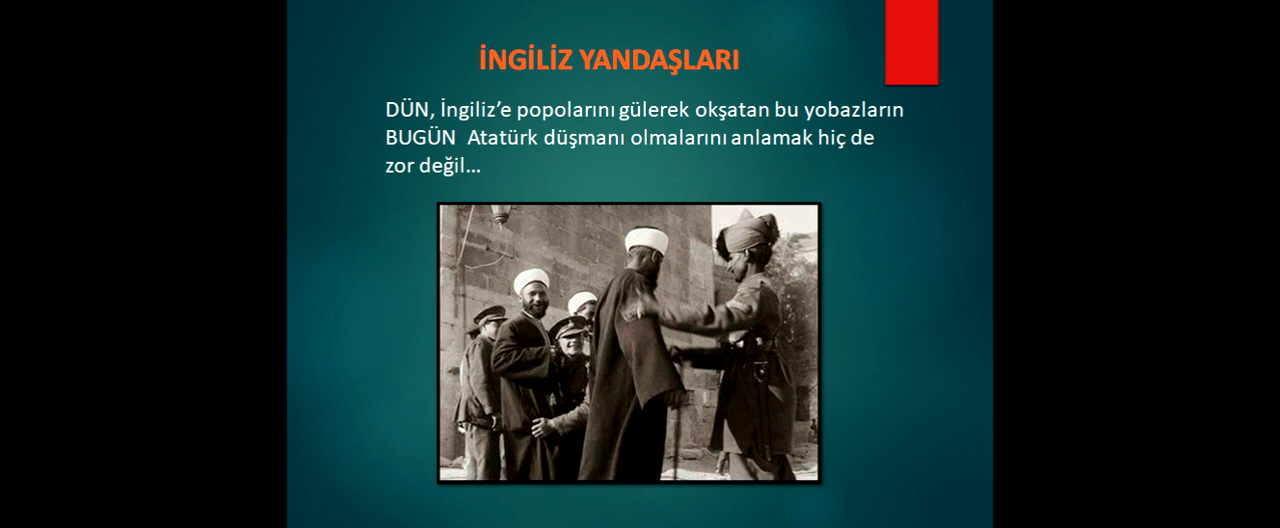 İNGİLİZ YANDAŞLARI
DÜN, İngiliz’e popolarını gülerek okşatan bu yobazların
BUGÜN Atatürk düşmanı olmalarını anlamak hiç de
zor değil...